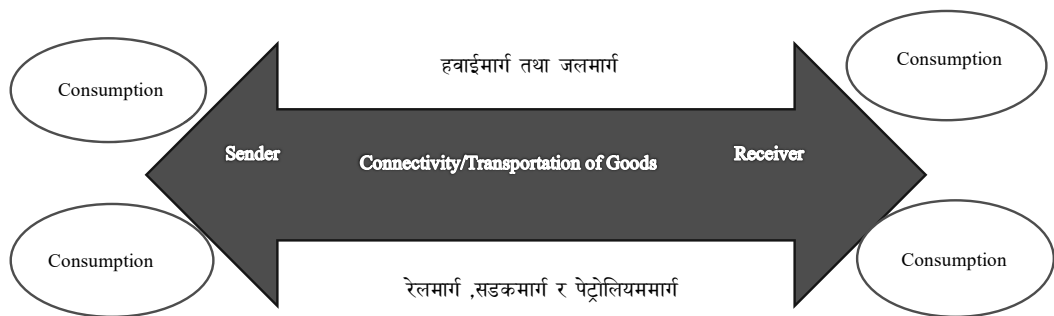 हवाईमार्ग तथा जलमार्ग
Consumption
Consumption
Sender
Connectivity/Transportation of Goods
Receiver
Consumption
Consumption
रेलमार्ग ,सडकमार्ग र पेट्रोलियममार्ग